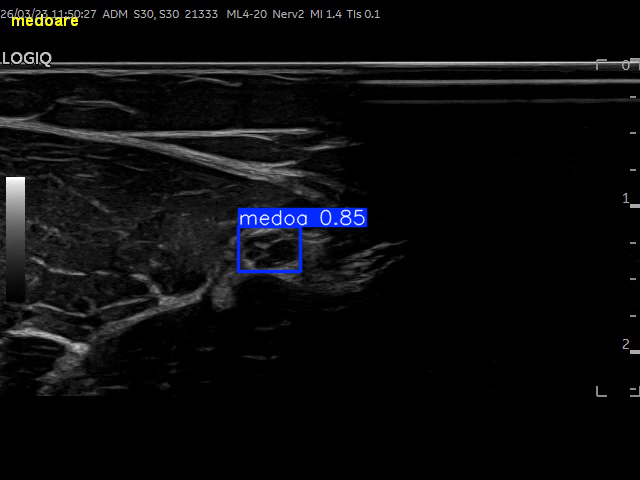 26/03/23 11:50:27 ADM S30, S30 21333 ML4-20 Nerv2 MI 1.4 TIs 0.1
medoare
LOGIQ
0
1
medoa 0.85
2